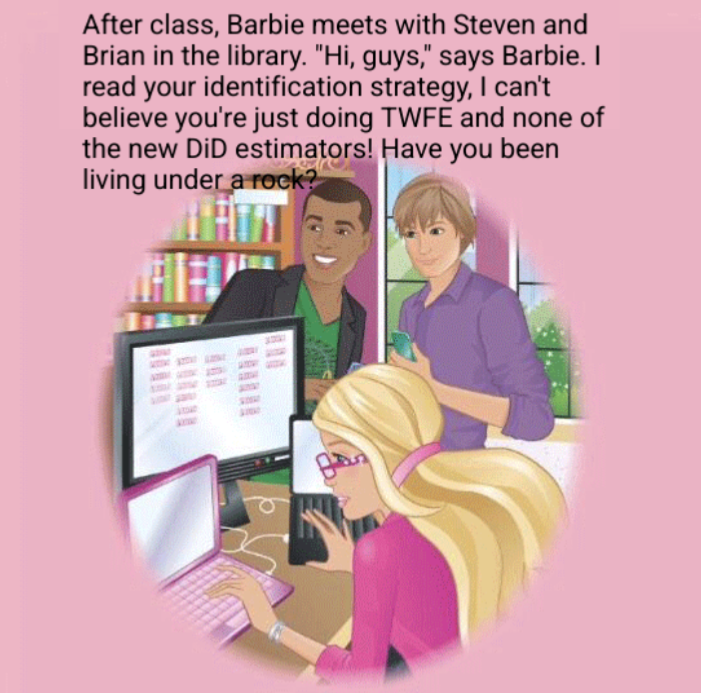 After class, Barbie meets with Steven and
Brian in the library. "Hi, guys," says Barbie. I
read your identification strategy, I can't
believe you're just doing TWFE and none of
the new DiD estimators! Have you been
living under a rock?